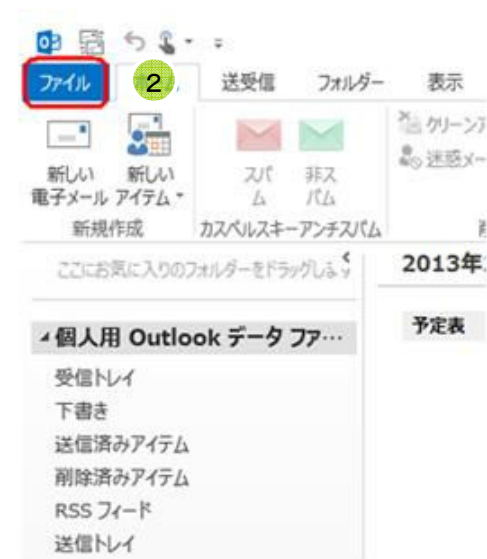 ファイル 2 送受信 フォルダー 表示
新しい 新しい スパ 非ス
電子メール アイテム ム パム
新規作成 カスペルスキーアンチスパム
クリーンア
迷惑メー
ここにお気に入りのフォルダーをドラッグします
2013年
予定表
個人用 Outlook データ ファ…
受信トレイ
下書き
送信済みアイテム
削除済みアイテム
RSS フィード
送信トレイ